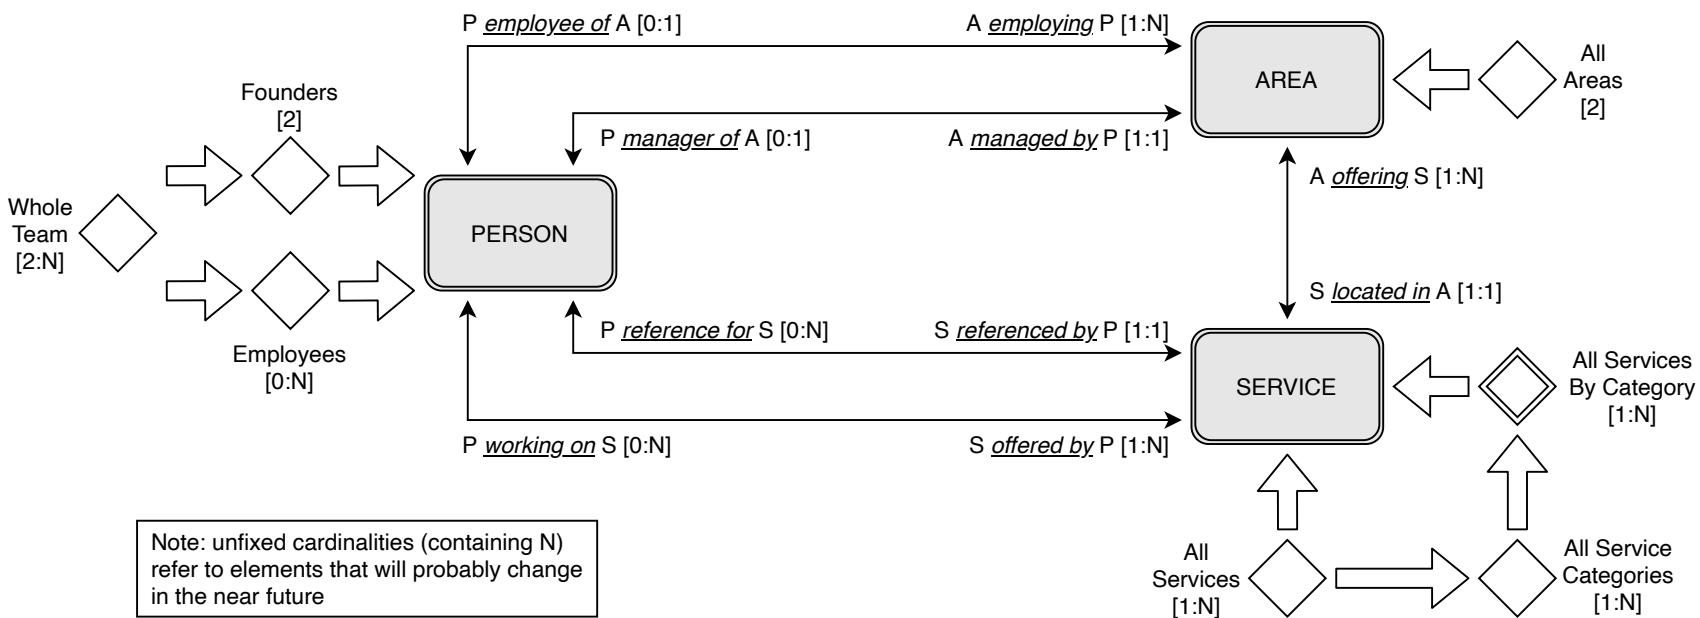 P employee of A [0:1]
A employing P [1:N]
AREA
All
Areas
[2]
Founders
[2]
P manager of A [0:1]
A managed by P [1:1]
A offering S [1:N]
Whole
Team
[2:N]
PERSON
S located in A [1:1]
Employees
[0:N]
P reference for S [0:N]
S referenced by P [1:1]
SERVICE
All Services
By Category
[1:N]
P working on S [0:N]
S offered by P [1:N]
Note: unfixed cardinalities (containing N)
refer to elements that will probably change
in the near future
All
Services
[1:N]
All Service
Categories
[1:N]